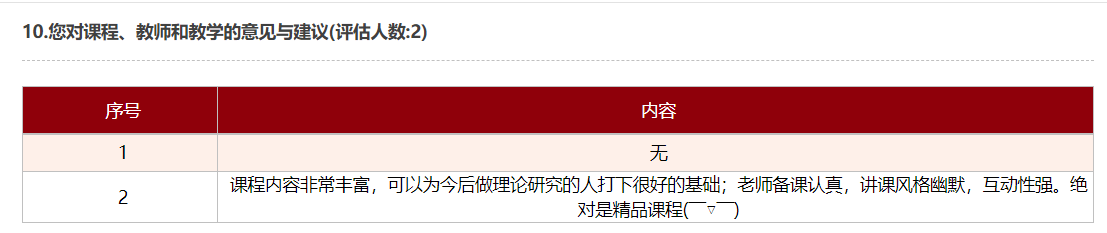 10.您对课程、教师和教学的意见与建议(评估人数:2)
序号 内容
1 无
2 课程内容非常丰富，可以为今后做理论研究的人打下很好的基础；老师备课认真，讲课风格幽默，互动性强。绝
对是精品课程(￣▽￣)